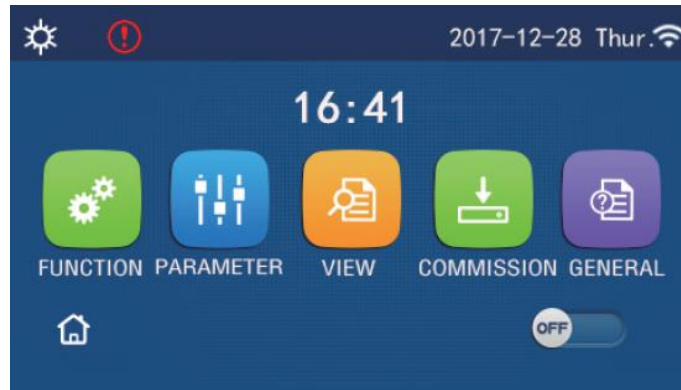 2017-12-28 Thur.
16:41
FUNCTION PARAMETER VIEW COMMISSION GENERAL
OFF